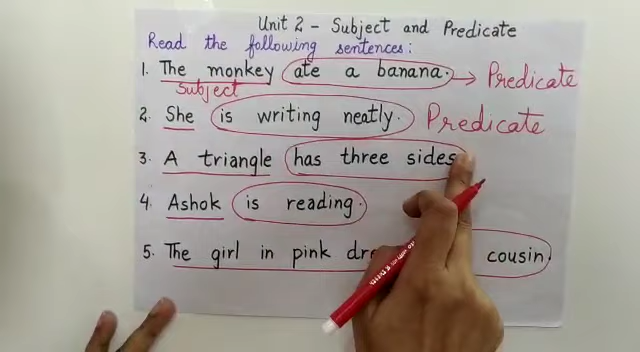 Unit 2 - Subject and Predicate
Read the following sentences:
1. The monkey ate a banana. → Predicate
Subject
2. She is writing neatly. Predicate
3. A triangle has three sides
4. Ashok is reading.
5. The girl in pink cousin.